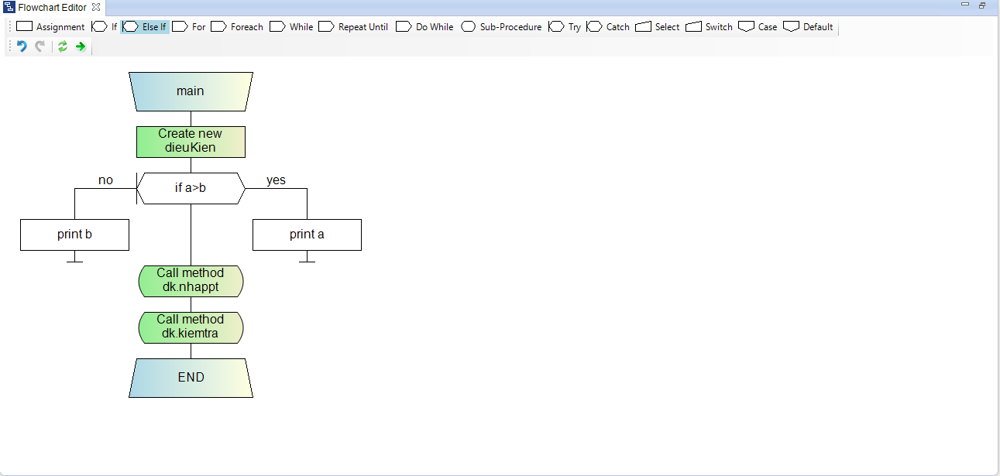 Flowchart Editor
Assignment If Else If For Foreach While Repeat Until Do While Sub-Procedure Try Catch Select Switch Case Default
main
Create new
dieuKien
no
yes
if a>b
print b
print a
Call method
dk.nhappt
Call method
dk.kiemtra
END